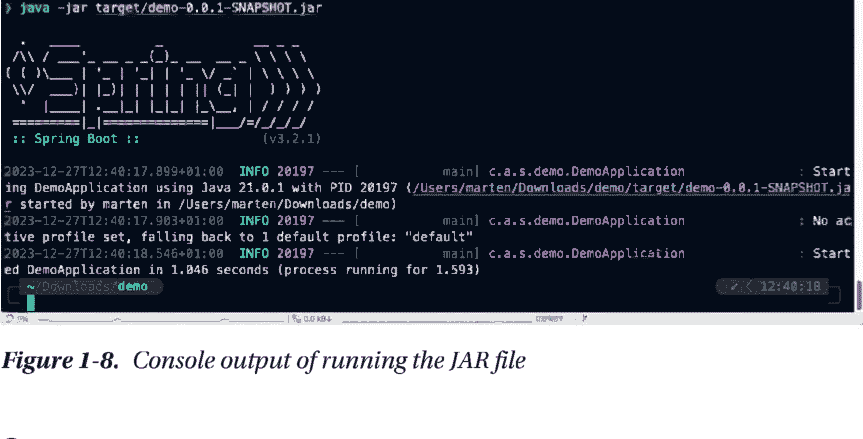 ❯ java -jar target/demo-0.0.1-SNAPSHOT.jar
:: Spring Boot :: (v3.2.1)
2023-12-27T12:40:17.899+01:00 INFO 20197 --- [ main] c.a.s.demo.DemoApplication : Start
ing DemoApplication using Java 21.0.1 with PID 20197 (/Users/marten/Downloads/demo/target/demo-0.0.1-SNAPSHOT.ja
r started by marten in /Users/marten/Downloads/demo)
2023-12-27T12:40:17.903+01:00 INFO 20197 --- [ main] c.a.s.demo.DemoApplication : No ac
tive profile set, falling back to 1 default profile: "default"
2023-12-27T12:40:18.546+01:00 INFO 20197 --- [ main] c.a.s.demo.DemoApplication : Start
ed DemoApplication in 1.046 seconds (process running for 1.593)
~/Downloads/demo ✓ 12:40:18
Figure 1-8. Console output of running the JAR file